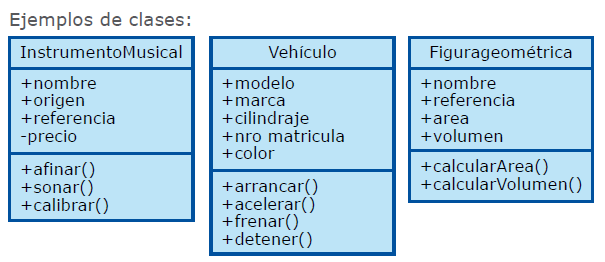 Ejemplos de clases:
InstrumentoMusical
+nombre
+origen
+referencia
-precio
+afinar()
+sonar()
+calibrar()
Vehículo
+modelo
+marca
+cilindraje
+nro matricula
+color
+arrancar()
+acelerar()
+frenar()
+detener()
Figurageométrica
+nombre
+referencia
+area
+volumen
+calcularArea()
+calcularVolumen()